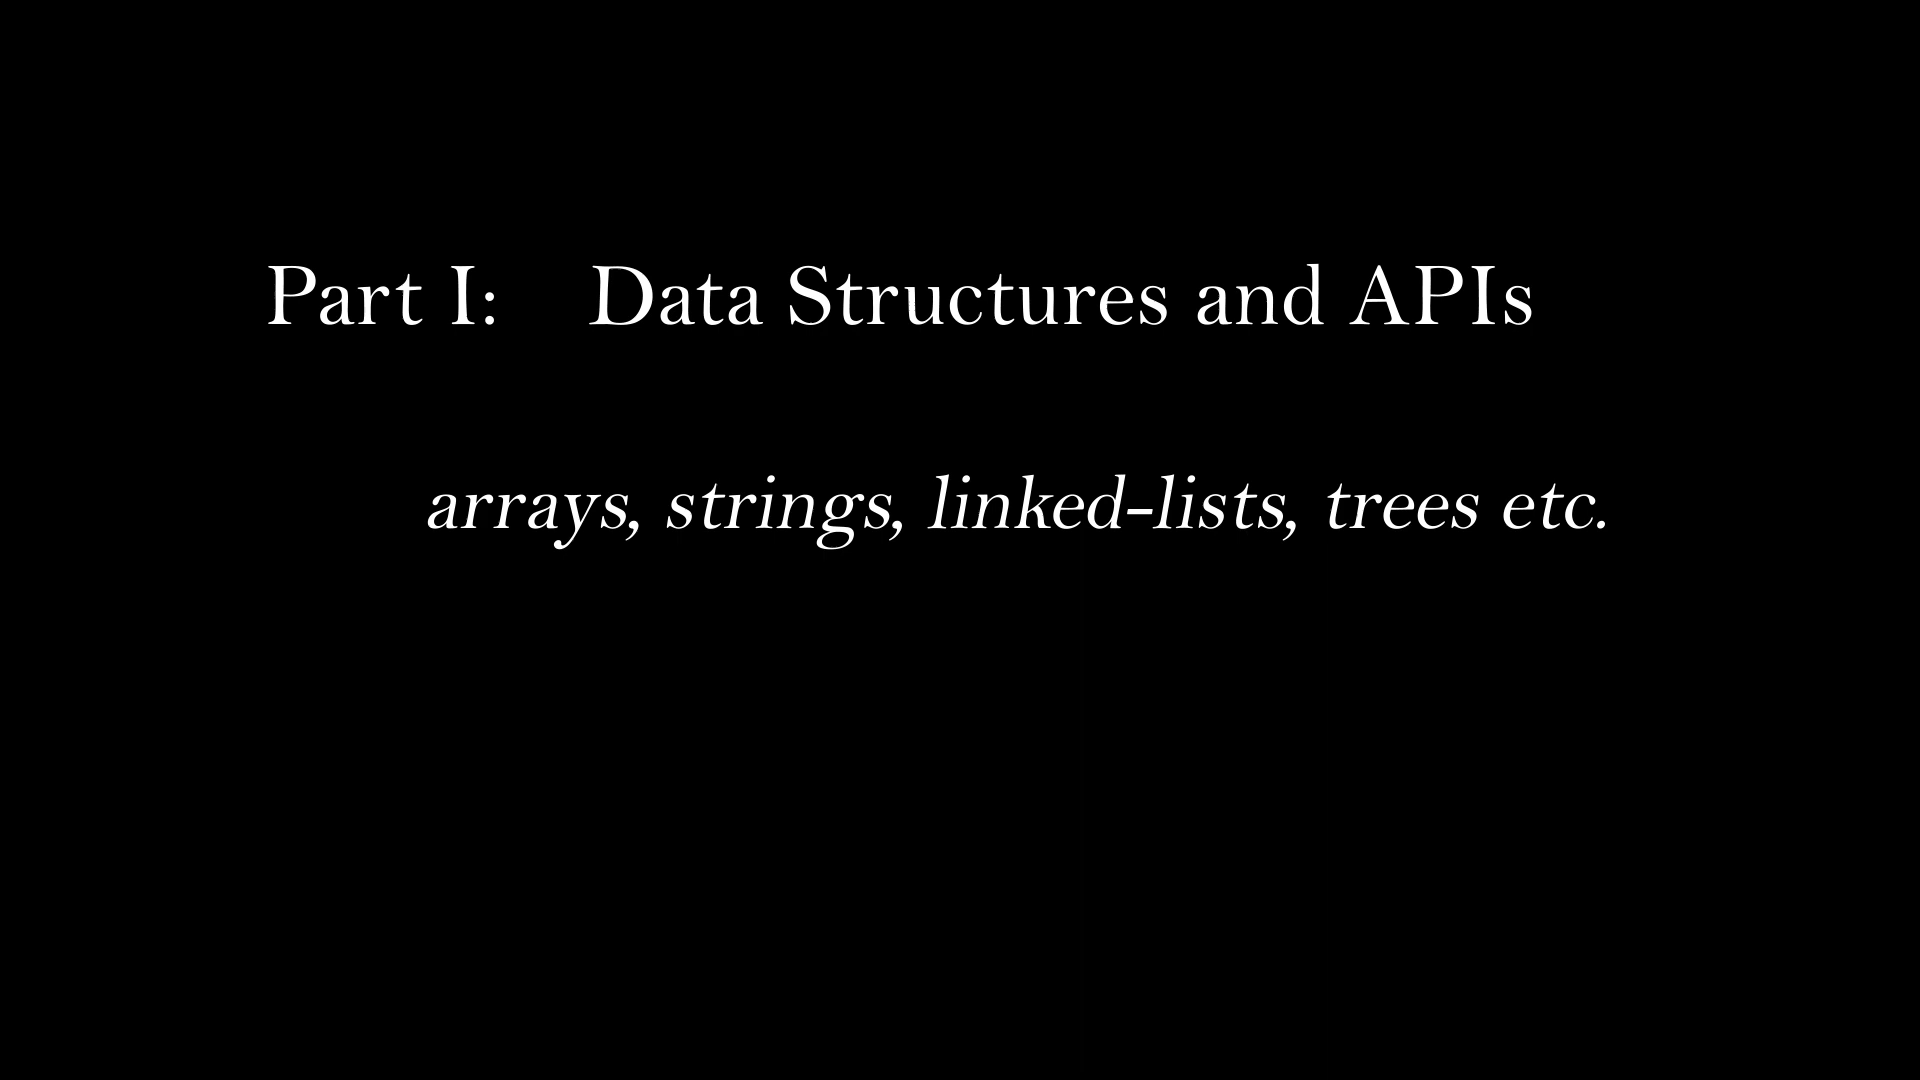 Part I: Data Structures and APIs
arrays, strings, linked-lists, trees etc.